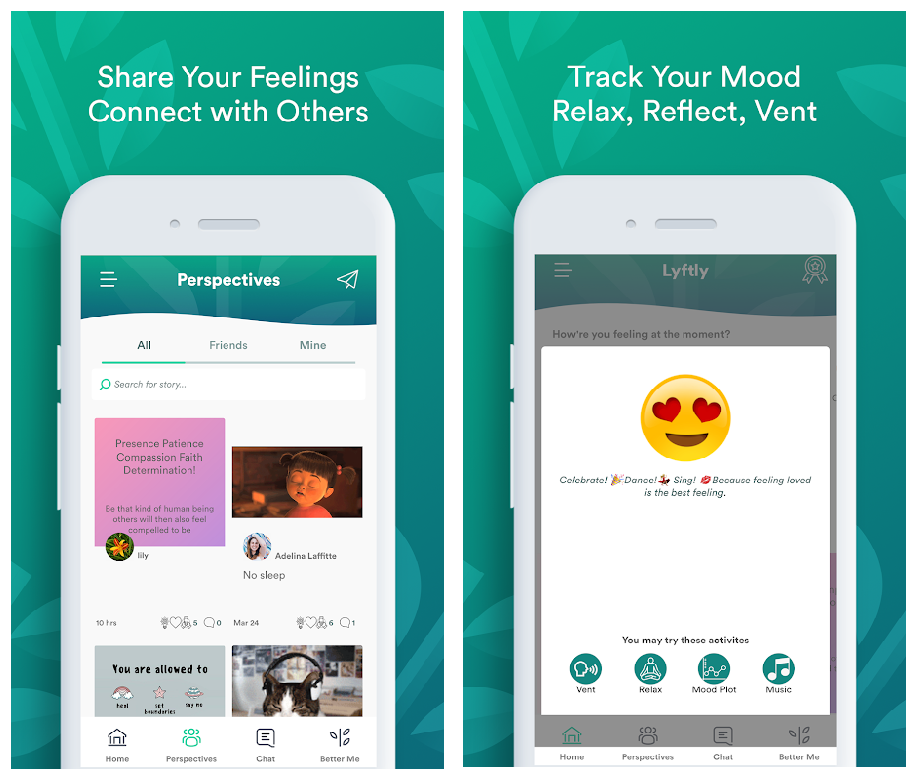 Share Your Feelings
Connect with Others
Perspectives
All
Friends
Mine
Search for story...
Presence Patience
Compassion Faith
Determination!
Be that kind of human being
others will then also feel
compelled to be
lily
Adelina Laffitte
No sleep
10 hrs
5
0
Mar 24
6
1
You are allowed to
heal
set
boundaries
say no
Home
Perspectives
Chat
Better Me
Track Your Mood
Relax, Reflect, Vent
Lyftly
How're you feeling at the moment?
Celebrate! 🎉Dance!💃 Sing! 💋Because feeling loved
is the best feeling.
You may try these activites
Vent
Relax
Mood Plot
Music
Home
Perspectives
Chat
Better Me